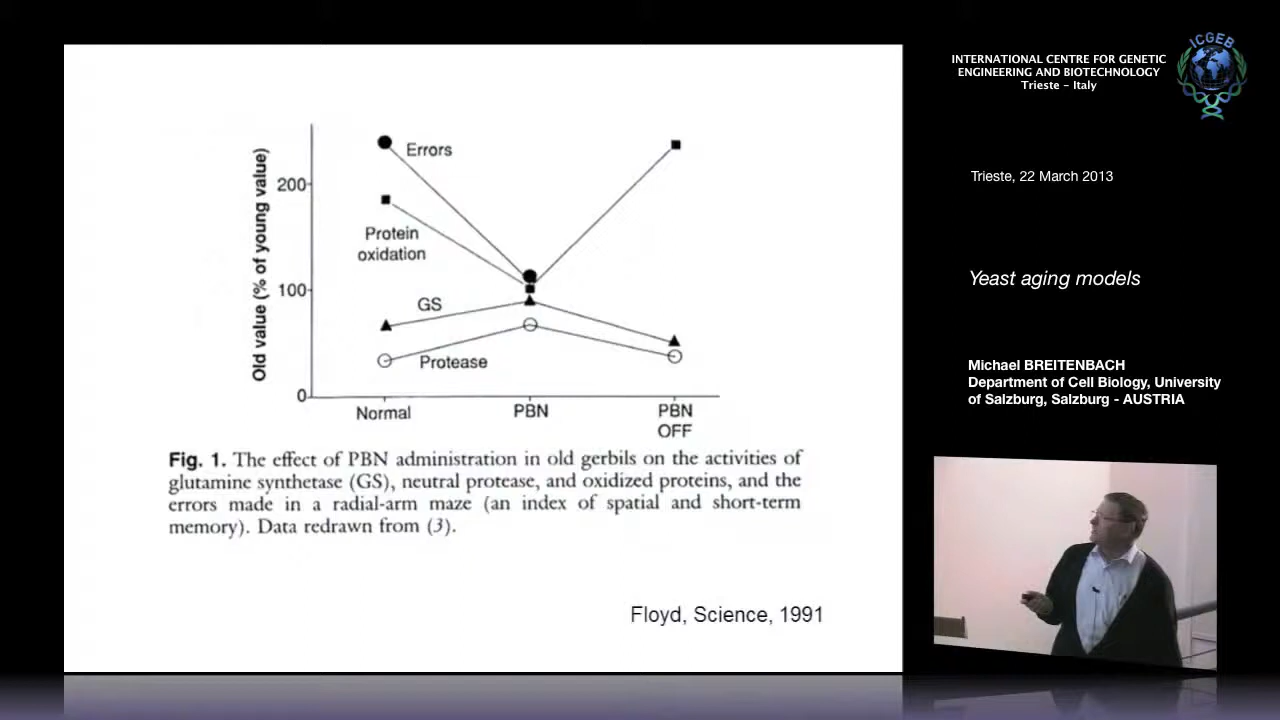 Old value (% of young value)
200
100
0
Errors
Protein
oxidation
GS
Protease
Normal
PBN
PBN
OFF
Fig. 1. The effect of PBN administration in old gerbils on the activities of
glutamine synthetase (GS), neutral protease, and oxidized proteins, and the
errors made in a radial-arm maze (an index of spatial and short-term
memory). Data redrawn from (3).
Floyd, Science, 1991
INTERNATIONAL CENTRE FOR GENETIC
ENGINEERING AND BIOTECHNOLOGY
Trieste - Italy
ICGEB
Trieste, 22 March 2013
Yeast aging models
Michael BREITENBACH
Department of Cell Biology, University
of Salzburg, Salzburg - AUSTRIA